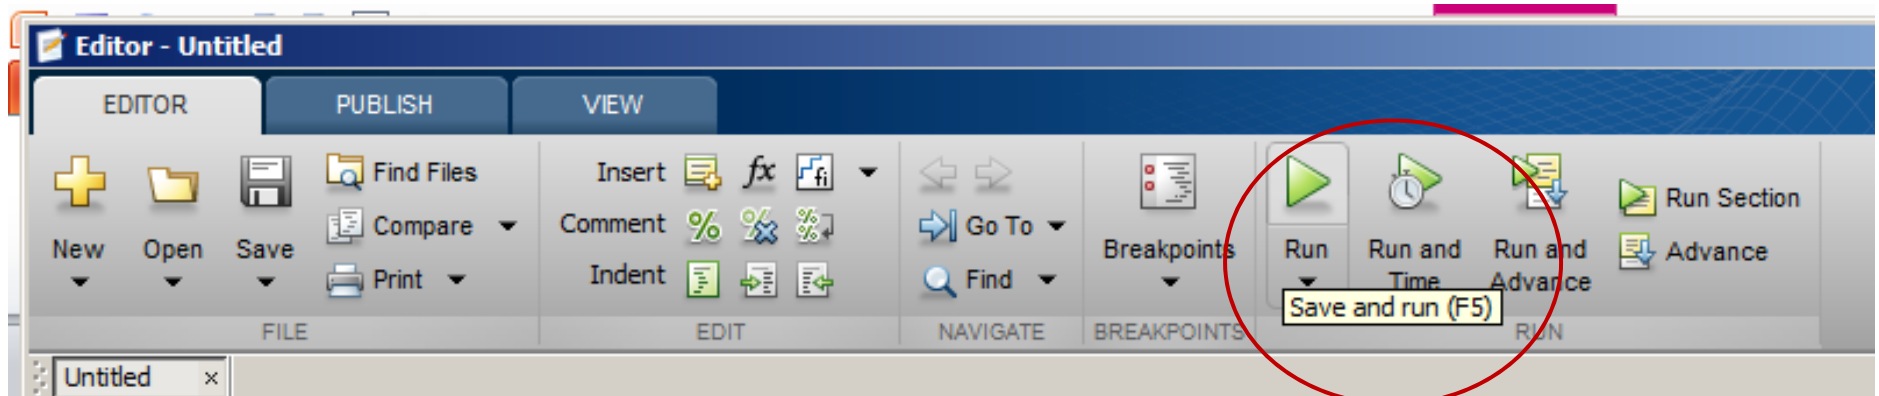 Editor - Untitled
EDITOR PUBLISH VIEW
New Open Save
Find Files
Compare
Print
FILE
Insert fx fi
Comment % % %
Indent
EDIT
Go To
Find
NAVIGATE
Breakpoints
BREAKPOINTS
Run
Run and
Time
Run and
Advance
Run Section
Advance
Save and run (F5)
RUN
Untitled ×